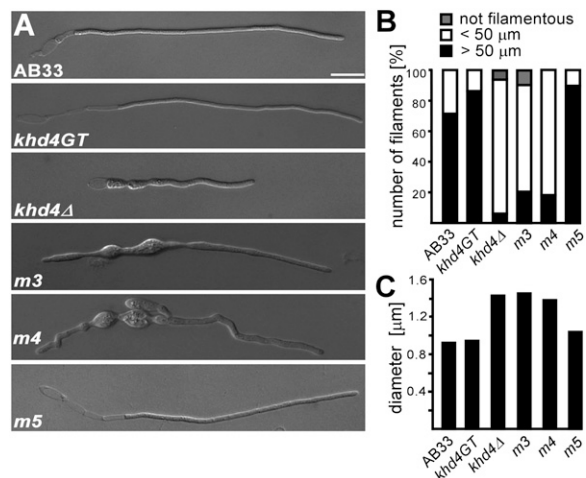 A
AB33
khd4GT
khd4Δ
m3
m4
m5
B
not filamentous
< 50 μm
> 50 μm
number of filaments [%]
100
80
60
40
20
AB33
khd4GT
khd4Δ
m3
m4
m5
C
diameter [μm]
1.6
1.2
0.8
0.4
AB33
khd4GT
khd4Δ
m3
m4
m5